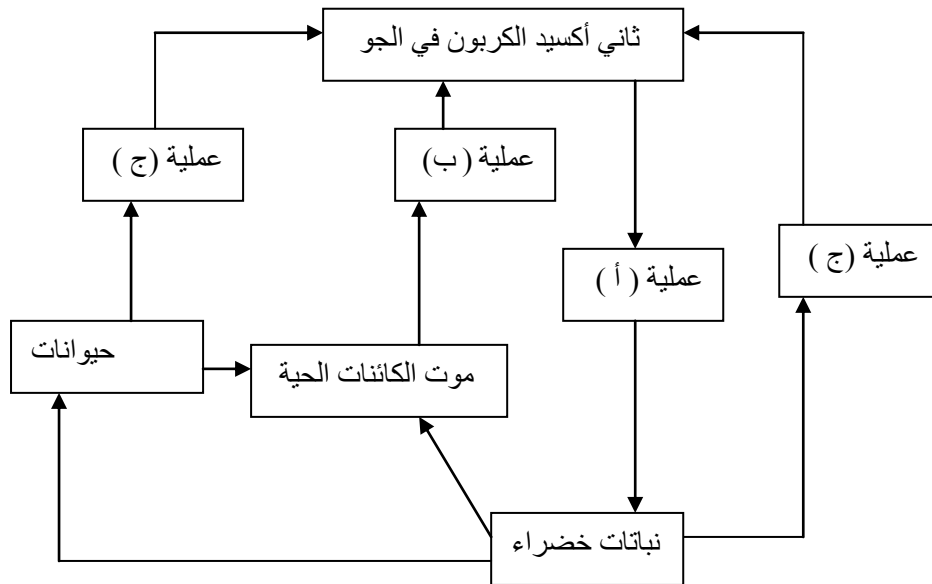 ثاني أكسيد الكربون في الجو
عملية (ج )
عملية ( ب)
عملية (ج )
عملية ( أ )
حيوانات
موت الكائنات الحية
نباتات خضراء